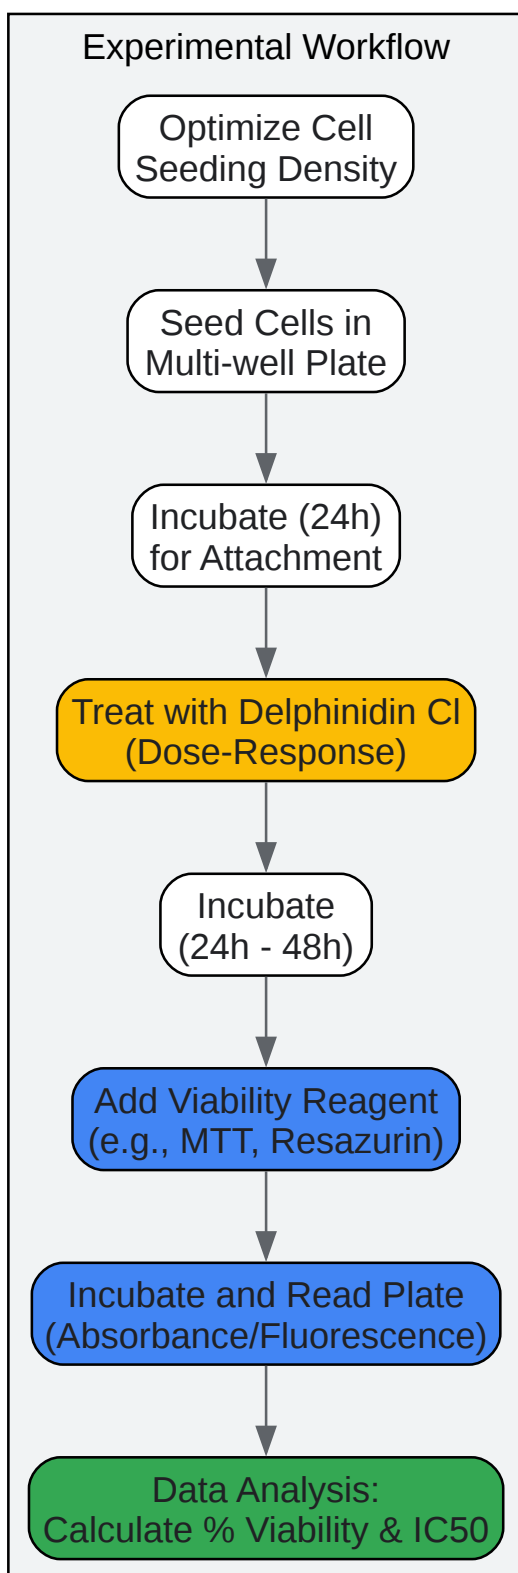 Experimental Workflow
Optimize Cell
Seeding Density
Seed Cells in
Multi-well Plate
Incubate (24h)
for Attachment
Treat with Delphinidin Cl
(Dose-Response)
Incubate
(24h - 48h)
Add Viability Reagent
(e.g., MTT, Resazurin)
Incubate and Read Plate
(Absorbance/Fluorescence)
Data Analysis:
Calculate % Viability & IC50